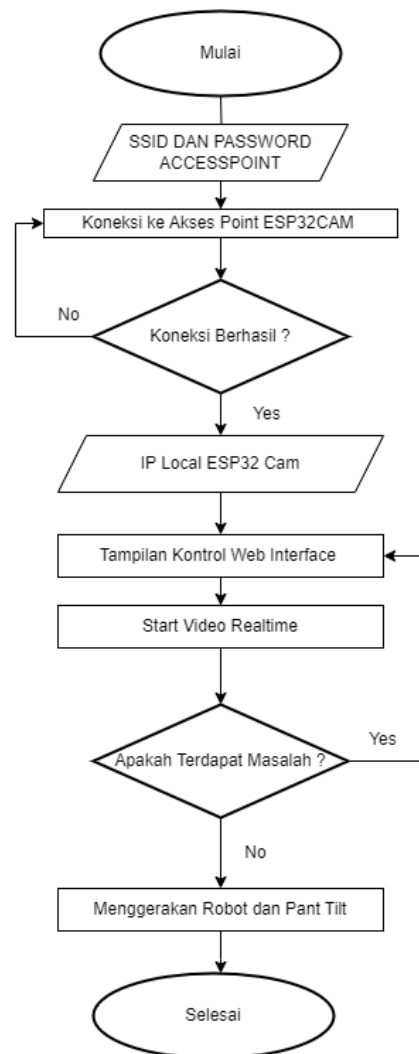 Mulai
SSID DAN PASSWORD
ACCESSPOINT
Koneksi ke Akses Point ESP32CAM
No
Koneksi Berhasil ?
Yes
IP Local ESP32 Cam
Tampilan Kontrol Web Interface
Start Video Realtime
Yes
Apakah Terdapat Masalah ?
No
Menggerakan Robot dan Pant Tilt
Selesai